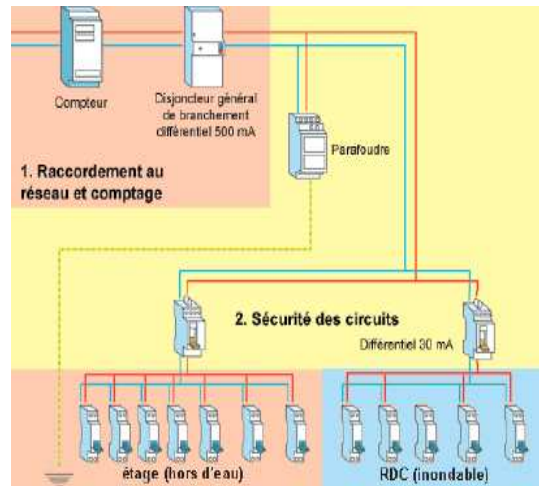 Compteur
Disjoncteur général
de branchement
différentiel 500 mA
Parafoudre
1. Raccordement au
réseau et comptage
2. Sécurité des circuits
Différentiel 30 mA
étage (hors d'eau)
RDC (inondable)